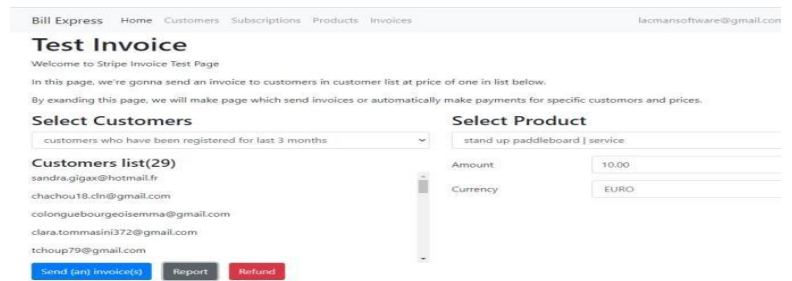 Bill Express Home Customers Subscriptions Products Invoices lacmansoftware@gmail.com
Test Invoice
Welcome to Stripe Invoice Test Page
In this page, we're gonna send an invoice to customers in customer list at price of one in list below.
By exanding this page, we will make page which send invoices or automatically make payments for specific customors and prices.
Select Customers
customers who have been registered for last 3 months
Customers list(29)
sandra.gigax@hotmail.fr
chachou18.cln@gmail.com
colonguebourgeoisemma@gmail.com
clara.tommasini372@gmail.com
tchoup79@gmail.com
Send (an) invoice(s) Report Refund
Select Product
stand up paddleboard | service
Amount 10.00
Currency EURO